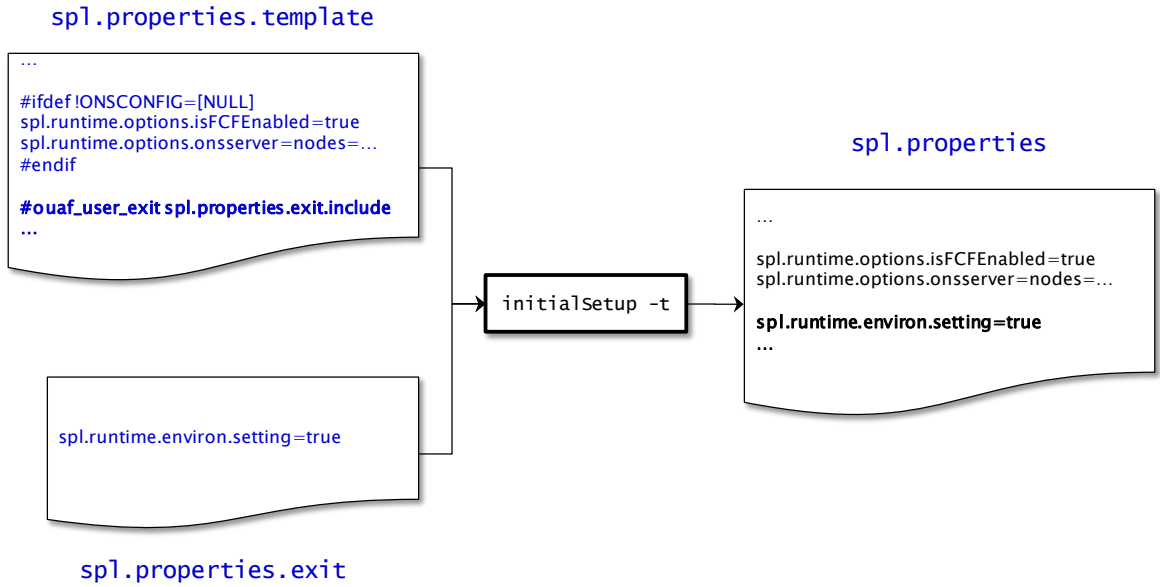 spl.properties.template
...
#ifdef !ONSCONFIG=[NULL]
spl.runtime.options.isFCFEnabled=true
spl.runtime.options.onsserver=nodes=...
#endif
#ouaf_user_exit spl.properties.exit.include
...
spl.runtime.environ.setting=true
spl.properties.exit
initialSetup -t
spl.properties
...
spl.runtime.options.isFCFEnabled=true
spl.runtime.options.onsserver=nodes=...
spl.runtime.environ.setting=true
...